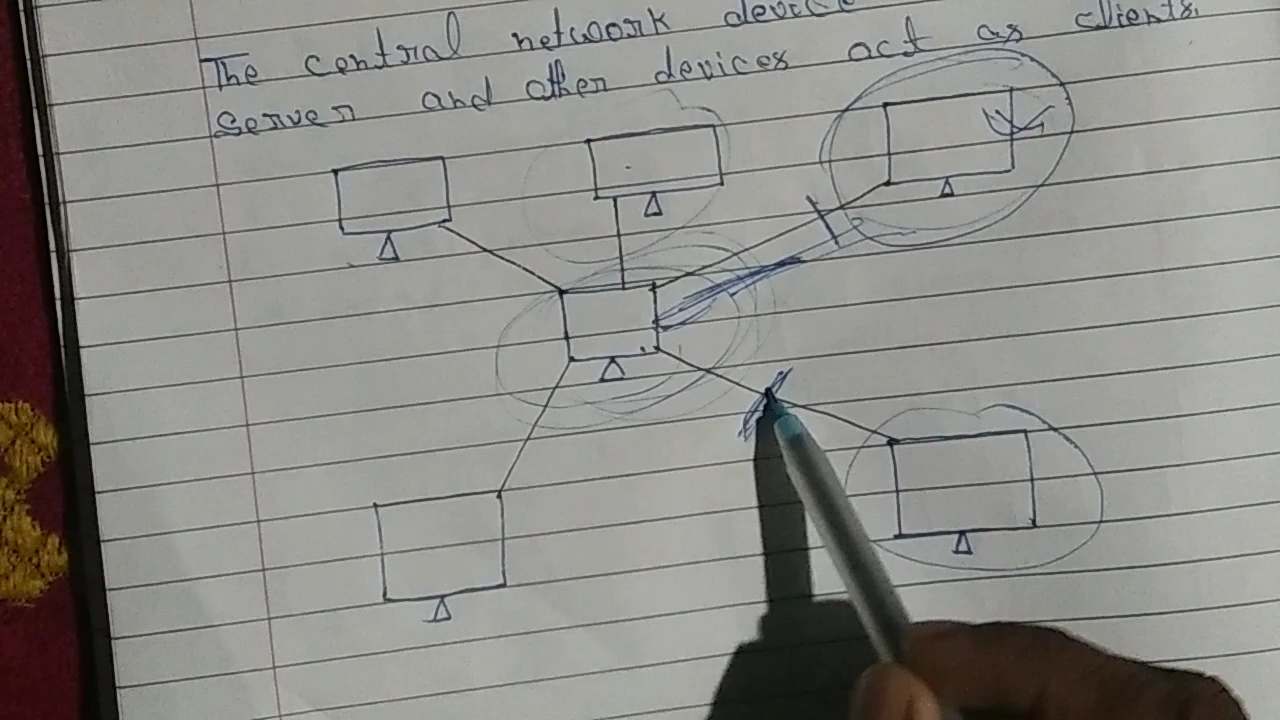 The central network device
server and other devices act as clients.